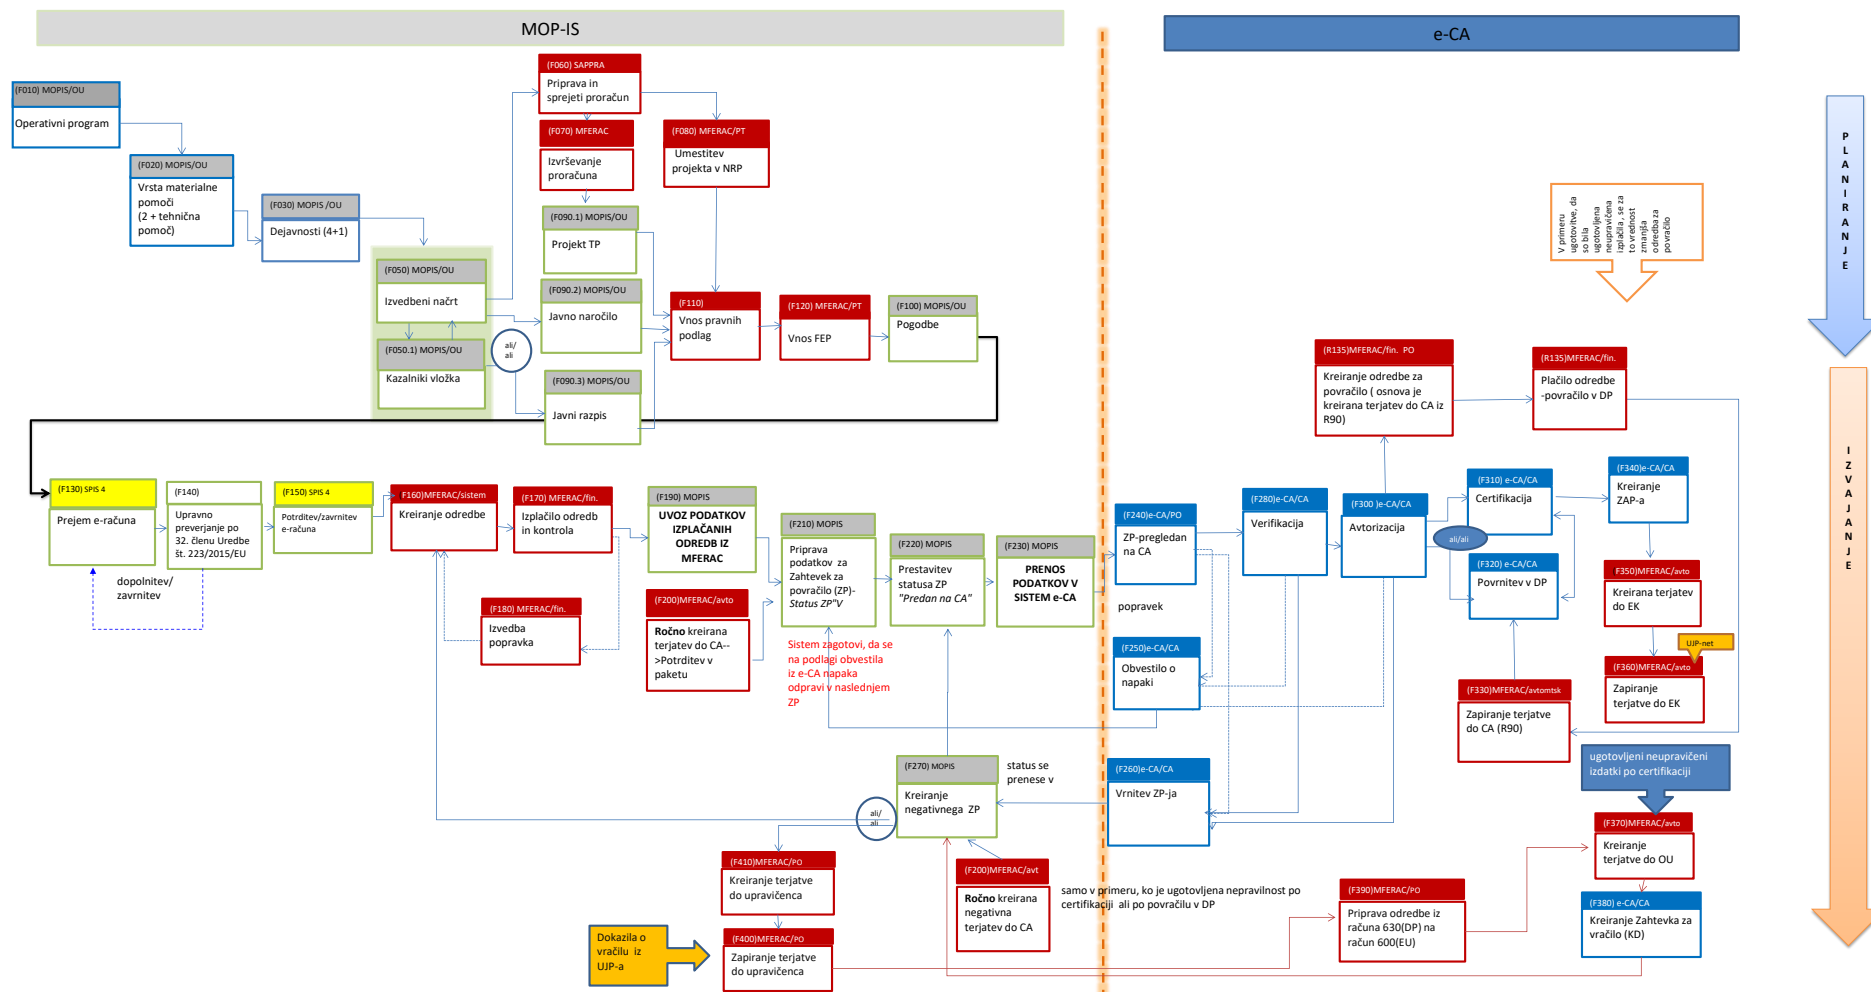 MOP-IS
e-CA
(F010) MOPIS/OU
Operativni program
(F020) MOPIS/OU
Vrsta materialne
pomoči
(2 + tehnična
pomoč)
(F030) MOPIS /OU
Dejavnosti (4+1)
(F050) MOPIS/OU
Izvedbeni načrt
(F050.1) MOPIS/OU
Kazalniki vložka
ali/
ali
(F060) SAPPRA
Priprava in
sprejeti proračun
(F070) MFERAC
Izvrševanje
proračuna
(F080) MFERAC/PT
Umestitev
projekta v NRP
(F090.1) MOPIS/OU
Projekt TP
(F090.2) MOPIS/OU
Javno naročilo
(F090.3) MOPIS/OU
Javni razpis
(F110)
Vnos pravnih
podlag
(F120) MFERAC/PT
Vnos FEP
(F100) MOPIS/OU
Pogodbe
P
L
A
N
I
R
A
N
J
E
V primeru
ugotovitve, da
so bila
ugotovljena
neupravičena
izplačila, se za
to vrednost
zmanjša
odredba za
povračilo
(R135)MFERAC/fin. PO
Kreiranje odredbe za
povračilo ( osnova je
kreirana terjatev do CA iz
R90)
(R135)MFERAC/fin.
Plačilo odredbe
-povračilo v DP
I
Z
V
A
J
A
N
J
E
(F130) SPIS 4
Prejem e-računa
(F140)
Upravno
preverjanje po
32. členu Uredbe
št. 223/2015/EU
(F150) SPIS 4
Potrditev/zavrnitev
e-računa
dopolnitev/
zavrnitev
(F160)MFERAC/sistem
Kreiranje odredbe
(F170) MFERAC/fin.
Izplačilo odredb
in kontrola
(F180) MFERAC/fin.
Izvedba
popravka
(F190) MOPIS
UVOZ PODATKOV
IZPLAČANIH
ODREDB IZ
MFERAC
(F200)MFERAC/avto
Ročno kreirana
terjatev do CA--
>Potrditev v
paketu
(F210) MOPIS
Priprava
podatkov za
Zahtevek za
povračilo (ZP)-
Status ZP"V
Sistem zagotovi, da se
na podlagi obvestila
iz e-CA napaka
odpravi v naslednjem
ZP
(F220) MOPIS
Prestavitev
statusa ZP
"Predan na CA"
(F230) MOPIS
PRENOS
PODATKOV V
SISTEM e-CA
(F240)e-CA/PO
ZP-pregledan
na CA
popravek
(F250)e-CA/CA
Obvestilo o
napaki
(F280)e-CA/CA
Verifikacija
(F300 )e-CA/CA
Avtorizacija
(F310) e-CA/CA
Certifikacija
ali/ali
(F320) e-CA/CA
Povrnitev v DP
(F340)e-CA/CA
Kreiranje
ZAP-a
(F350)MFERAC/avto
Kreirana terjatev
do EK
UJP-net
(F360)MFERAC/avto
Zapiranje
terjatve do EK
(F330)MFERAC/avtomtsk
Zapiranje terjatve
do CA (R90)
ugotovljeni neupravičeni
izdatki po certifikaciji
(F270) MOPIS
Kreiranje
negativnega ZP
status se
prenese v
(F260)e-CA/CA
Vrnitev ZP-ja
ali/
ali
(F410)MFERAC/PO
Kreiranje terjatve
do upravičenca
(F400)MFERAC/PO
Zapiranje terjatve
do upravičenca
Dokazila o
vračilu iz
UJP-a
(F200)MFERAC/avt
Ročno kreirana
negativna
terjatev do CA
samo v primeru, ko je ugotovljena nepravilnost po
certifikaciji ali po povračilu v DP
(F390)MFERAC/PO
Priprava odredbe iz
računa 630(DP) na
račun 600(EU)
(F370)MFERAC/avto
Kreiranje
terjatve do OU
(F380) e-CA/CA
Kreiranje Zahtevka za
vračilo (KD)